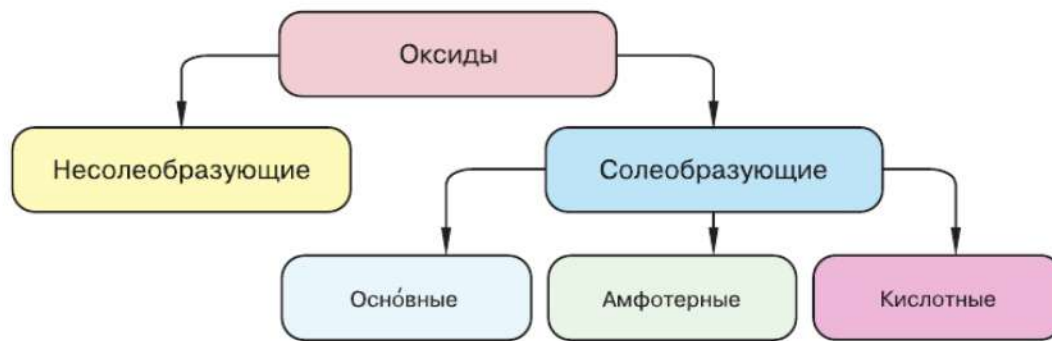 Оксиды
Несолеобразующие
Солеобразующие
Осно́вные
Амфотерные
Кислотные